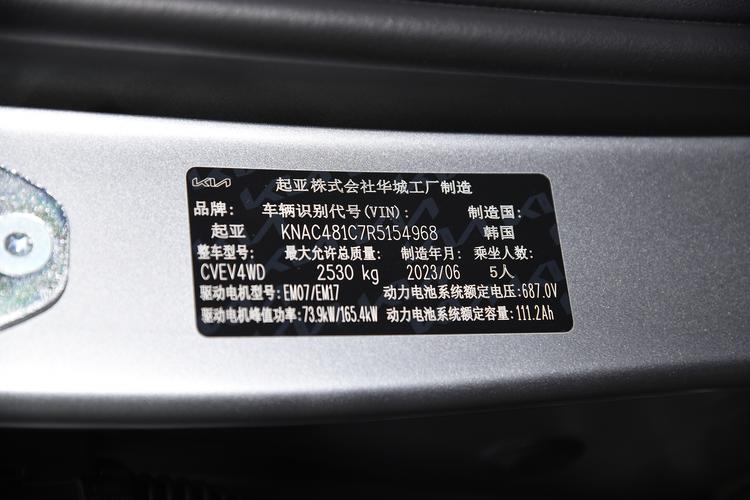 KIA 起亚株式会社华城工厂制造
品牌: 车辆识别代号(VIN): 制造国:
起亚 KNAC481C7R5154968 韩国
整车型号: 最大允许总质量: 制造年月: 乘坐人数:
CVEV4WD 2530 kg 2023/06 5人
驱动电机型号: EM07/EM17 动力电池系统额定电压: 687.0V
驱动电机峰值功率: 73.9kW/165.4kW 动力电池系统额定容量: 111.2Ah